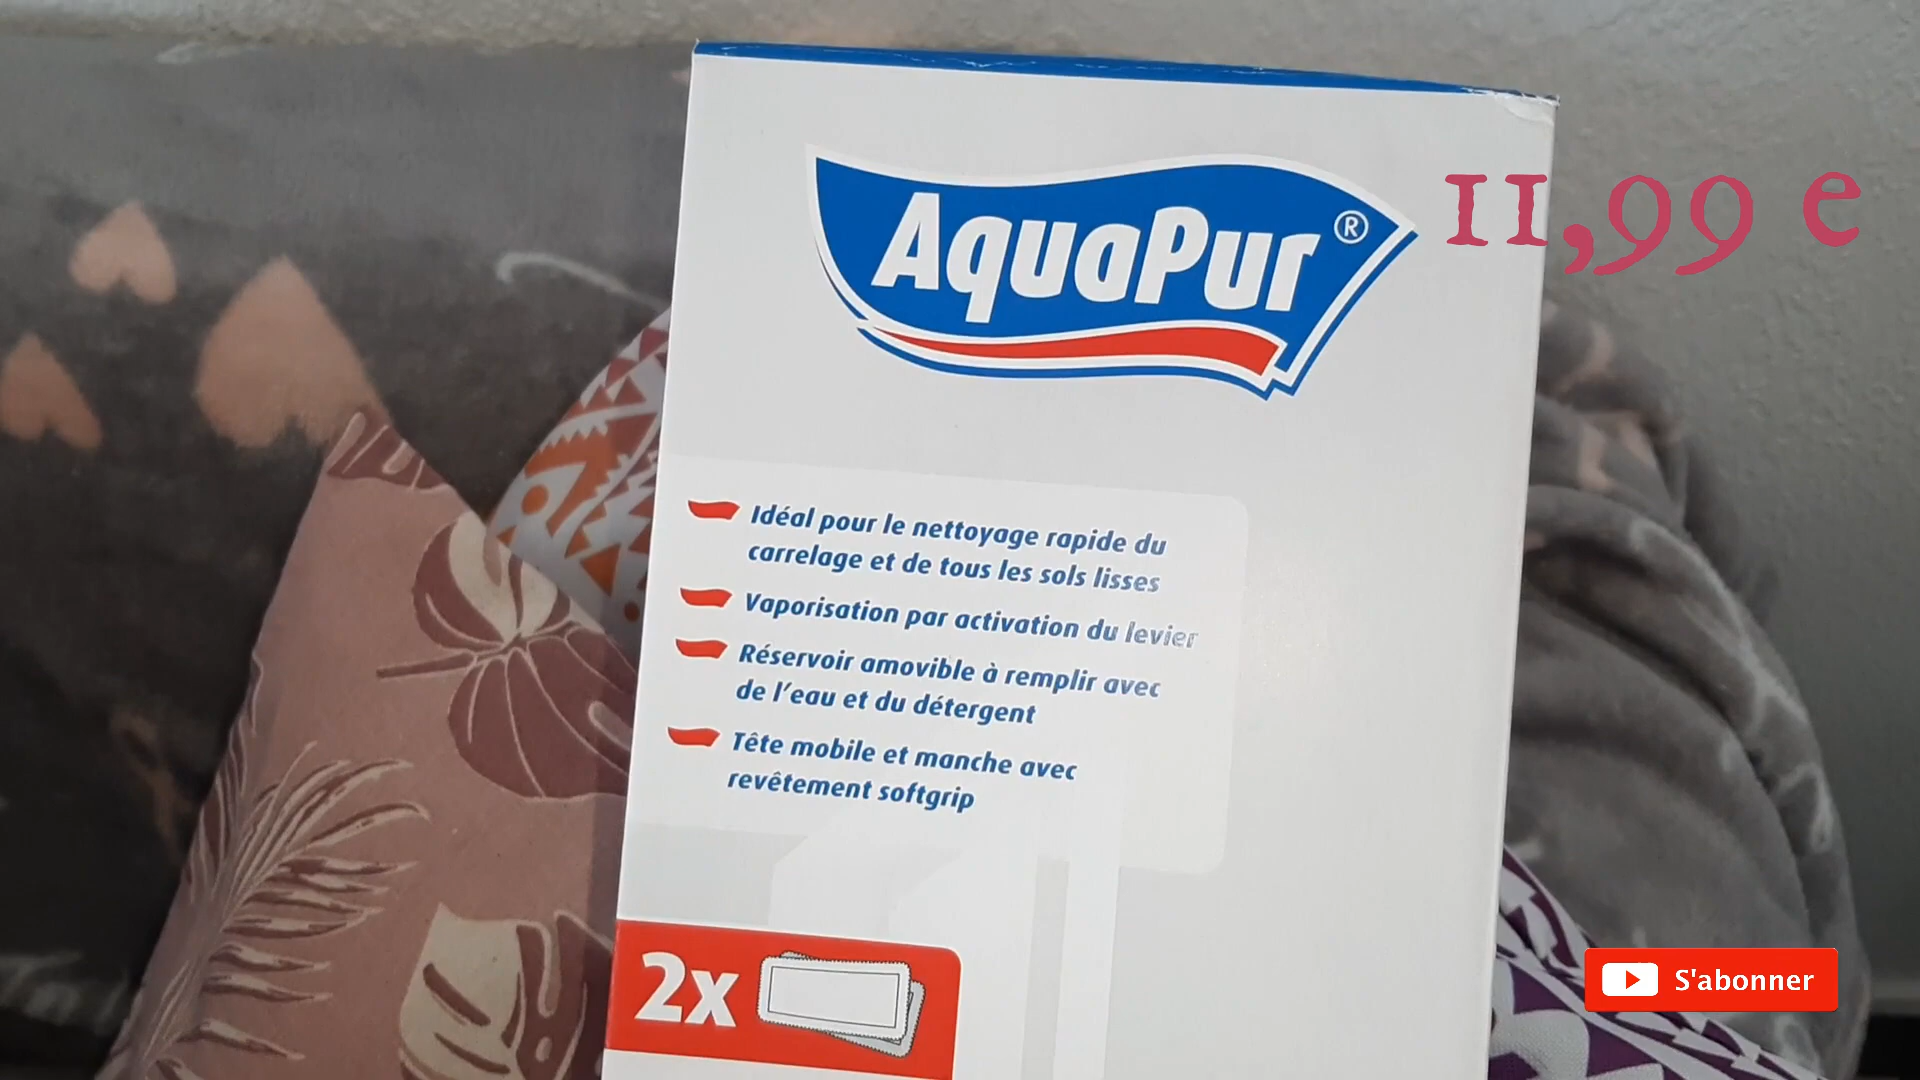 AquaPur®
11,99 e
Idéal pour le nettoyage rapide du
carrelage et de tous les sols lisses
Vaporisation par activation du levier
Réservoir amovible à remplir avec
de l'eau et du détergent
Tête mobile et manche avec
revêtement softgrip
2x
S'abonner